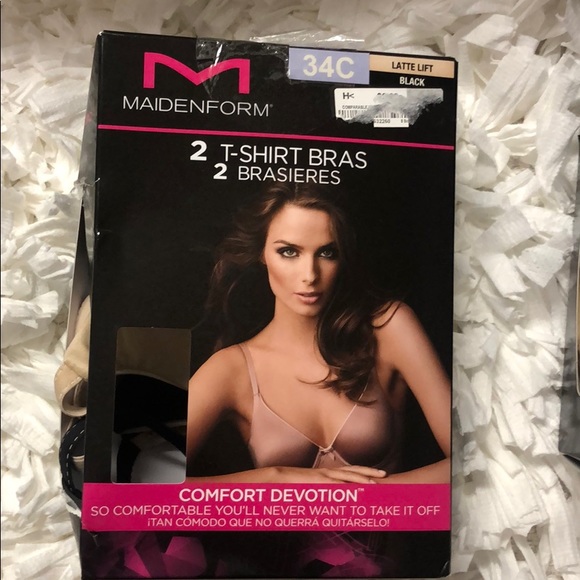 MAIDENFORM®
34C
LATTE LIFT
BLACK
2 T-SHIRT BRAS
2 BRASIERES
COMFORT DEVOTION™
SO COMFORTABLE YOU'LL NEVER WANT TO TAKE IT OFF
¡TAN CÓMODO QUE NO QUERRÁ QUITÁRSELO!